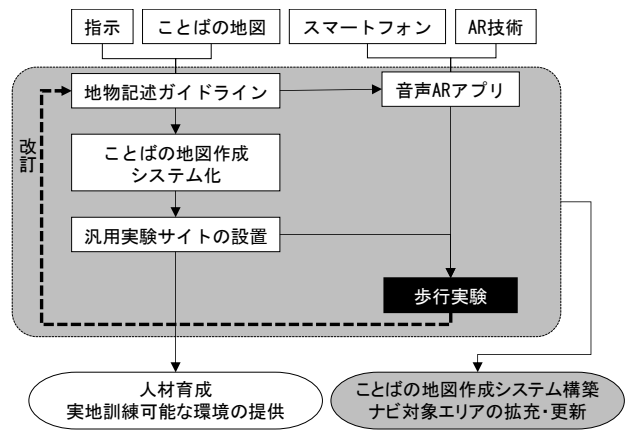 指示
ことばの地図
スマートフォン
AR技術
地物記述ガイドライン
音声ARアプリ
改訂
ことばの地図作成
システム化
汎用実験サイトの設置
歩行実験
人材育成
実地訓練可能な環境の提供
ことばの地図作成システム構築
ナビ対象エリアの拡充・更新